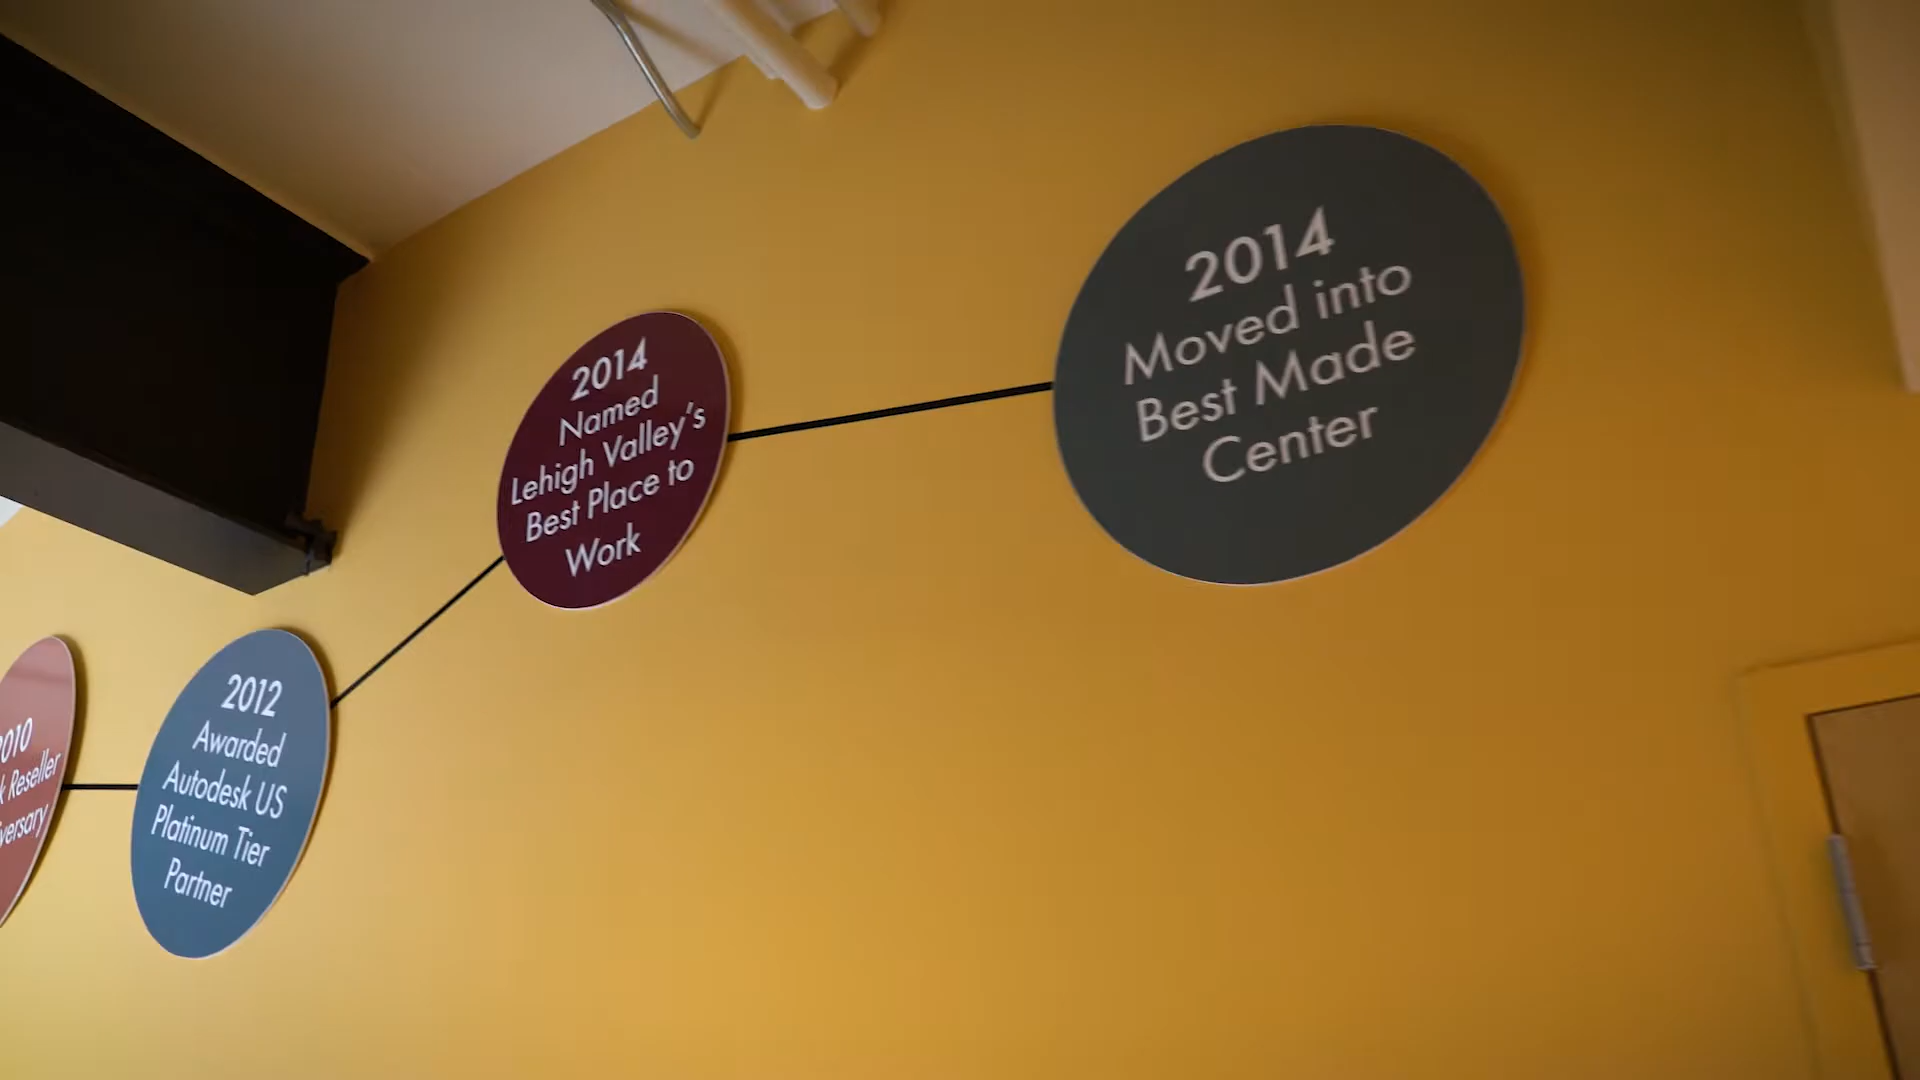 Reseller
2012
Awarded
Autodesk US
Platinum Tier
Partner
2014
Named
Lehigh Valley's
Best Place to
Work
2014
Moved into
Best Made
Center